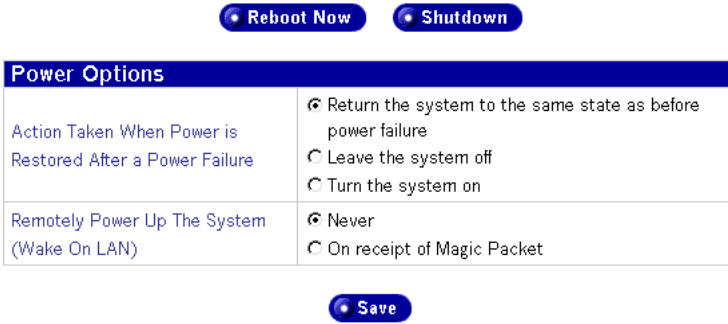 Reboot Now Shutdown
Power Options
Action Taken When Power is
Restored After a Power Failure
Return the system to the same state as before
power failure
Leave the system off
Turn the system on
Remotely Power Up The System
(Wake On LAN)
Never
On receipt of Magic Packet
Save